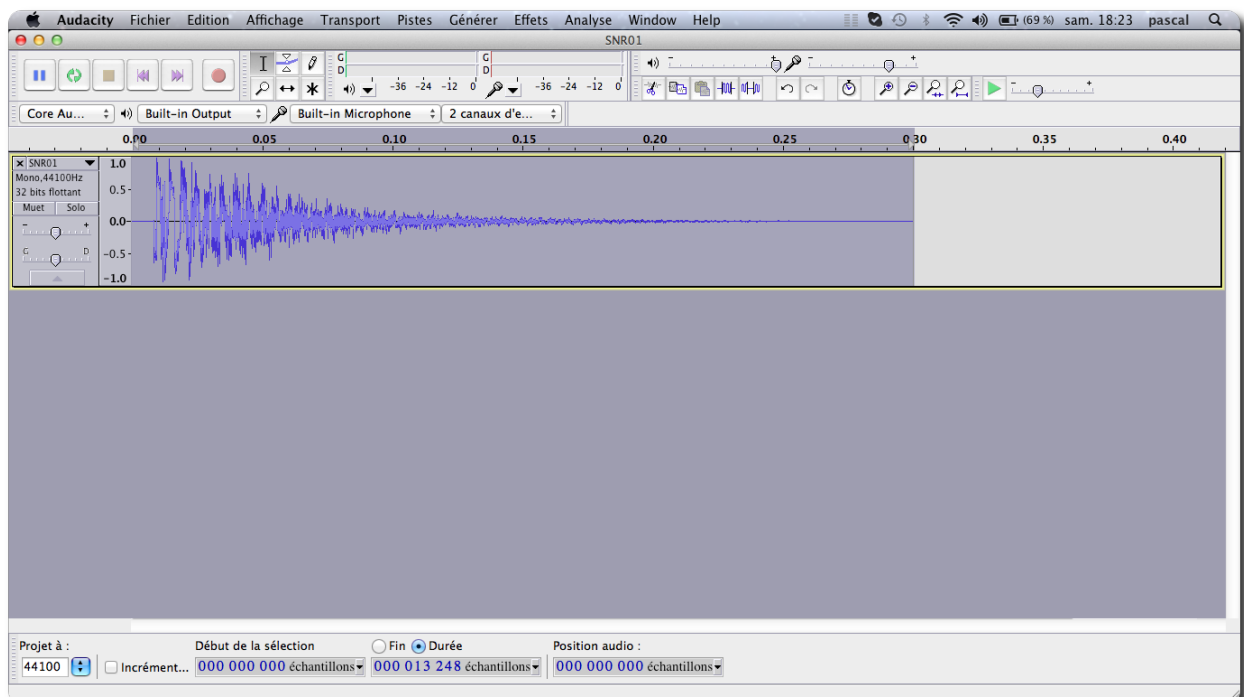 Audacity Fichier Edition Affichage Transport Pistes Générer Effets Analyse Window Help (69 %) sam. 18:23 pascal
SNR01
G
D
G
D
-36 -24 -12 0
-36 -24 -12 0
Core Au... Built-in Output Built-in Microphone 2 canaux d'e...
0.00 0.05 0.10 0.15 0.20 0.25 0.30 0.35 0.40
SNR01
Mono,44100Hz
32 bits flottant
Muet Solo
- +
G D
1.0
0.5-
0.0-
-0.5-
-1.0
Projet à : Début de la sélection Fin Durée Position audio :
44100 Incrément... 000 000 000 échantillons 000 013 248 échantillons 000 000 000 échantillons